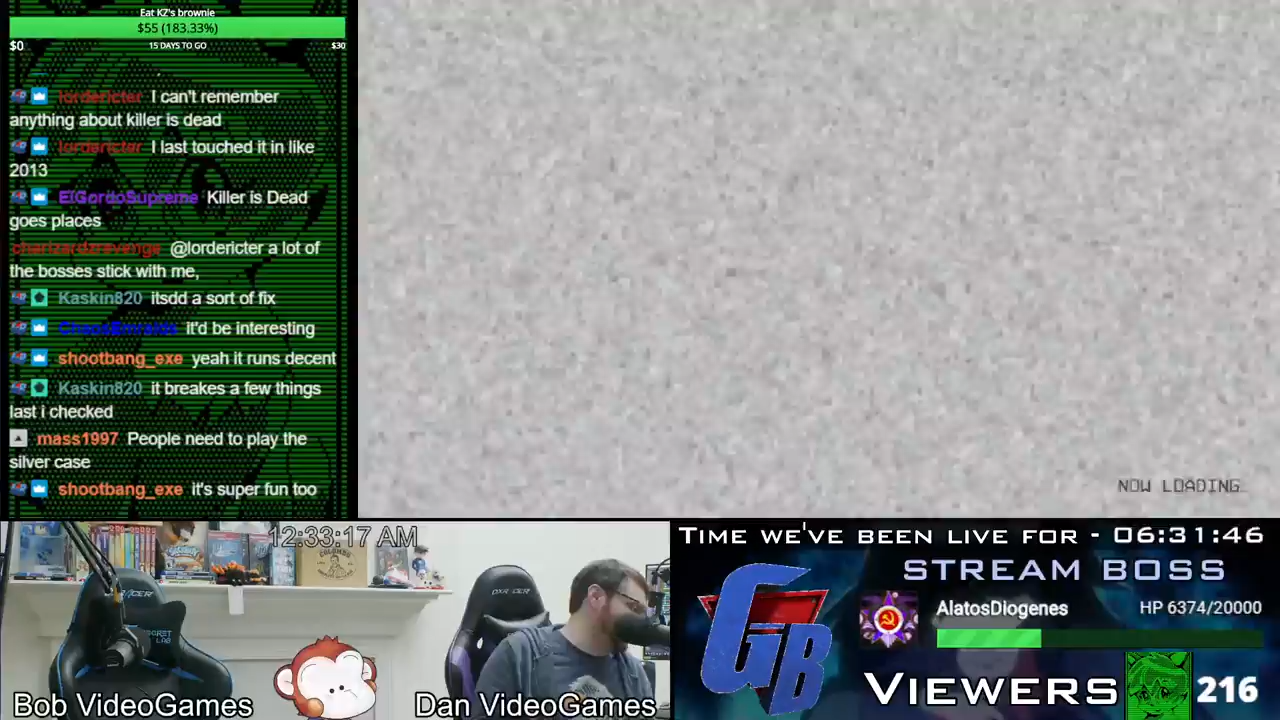 Eat KZ's brownie
$55 (183.33%)
$0 15 DAYS TO GO $30
lordericter I can't remember
anything about killer is dead
lordericter I last touched it in like
2013
ElGordoSupreme Killer is Dead
goes places
charizardzrevenge @lordericter a lot of
the bosses stick with me,
Kaskin820 itsdd a sort of fix
it'd be interesting
shootbang_exe yeah it runs decent
Kaskin820 it breakes a few things
last i checked
mass1997 People need to play the
silver case
shootbang_exe it's super fun too
NOW LOADING
12:33:17 AM
COLUMBO
Bob VideoGames
Dan VideoGames
TIME WE'VE BEEN LIVE FOR - 06:31:46
STREAM BOSS
AlatosDiogenes HP 6374/20000
GB
VIEWERS 216